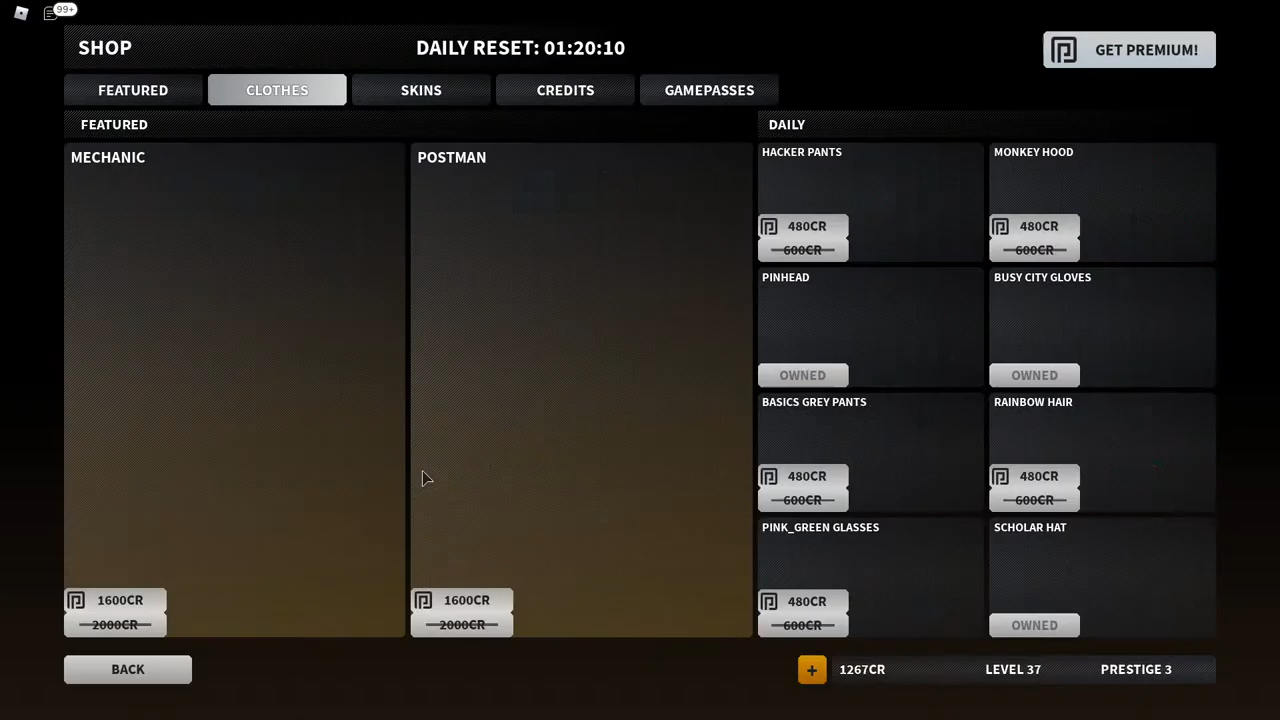 99+
SHOP
DAILY RESET: 01:20:10
GET PREMIUM!
FEATURED
CLOTHES
SKINS
CREDITS
GAMEPASSES
FEATURED
MECHANIC
1600CR
2000CR
POSTMAN
1600CR
2000CR
DAILY
HACKER PANTS
480CR
600CR
MONKEY HOOD
480CR
600CR
PINHEAD
OWNED
BUSY CITY GLOVES
OWNED
BASICS GREY PANTS
480CR
600CR
RAINBOW HAIR
480CR
600CR
PINK_GREEN GLASSES
480CR
600CR
SCHOLAR HAT
OWNED
BACK
+
1267CR
LEVEL 37
PRESTIGE 3